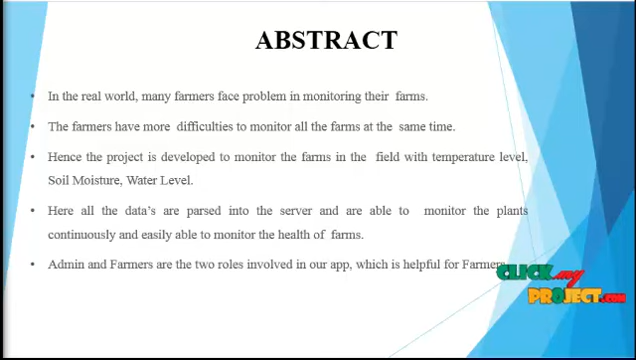 ABSTRACT
• In the real world, many farmers face problem in monitoring their farms.
• The farmers have more difficulties to monitor all the farms at the same time.
• Hence the project is developed to monitor the farms in the field with temperature level,
Soil Moisture, Water Level.
• Here all the data's are parsed into the server and are able to monitor the plants
continuously and easily able to monitor the health of farms.
• Admin and Farmers are the two roles involved in our app, which is helpful for Farmers
CLICK my
PROJECT.com